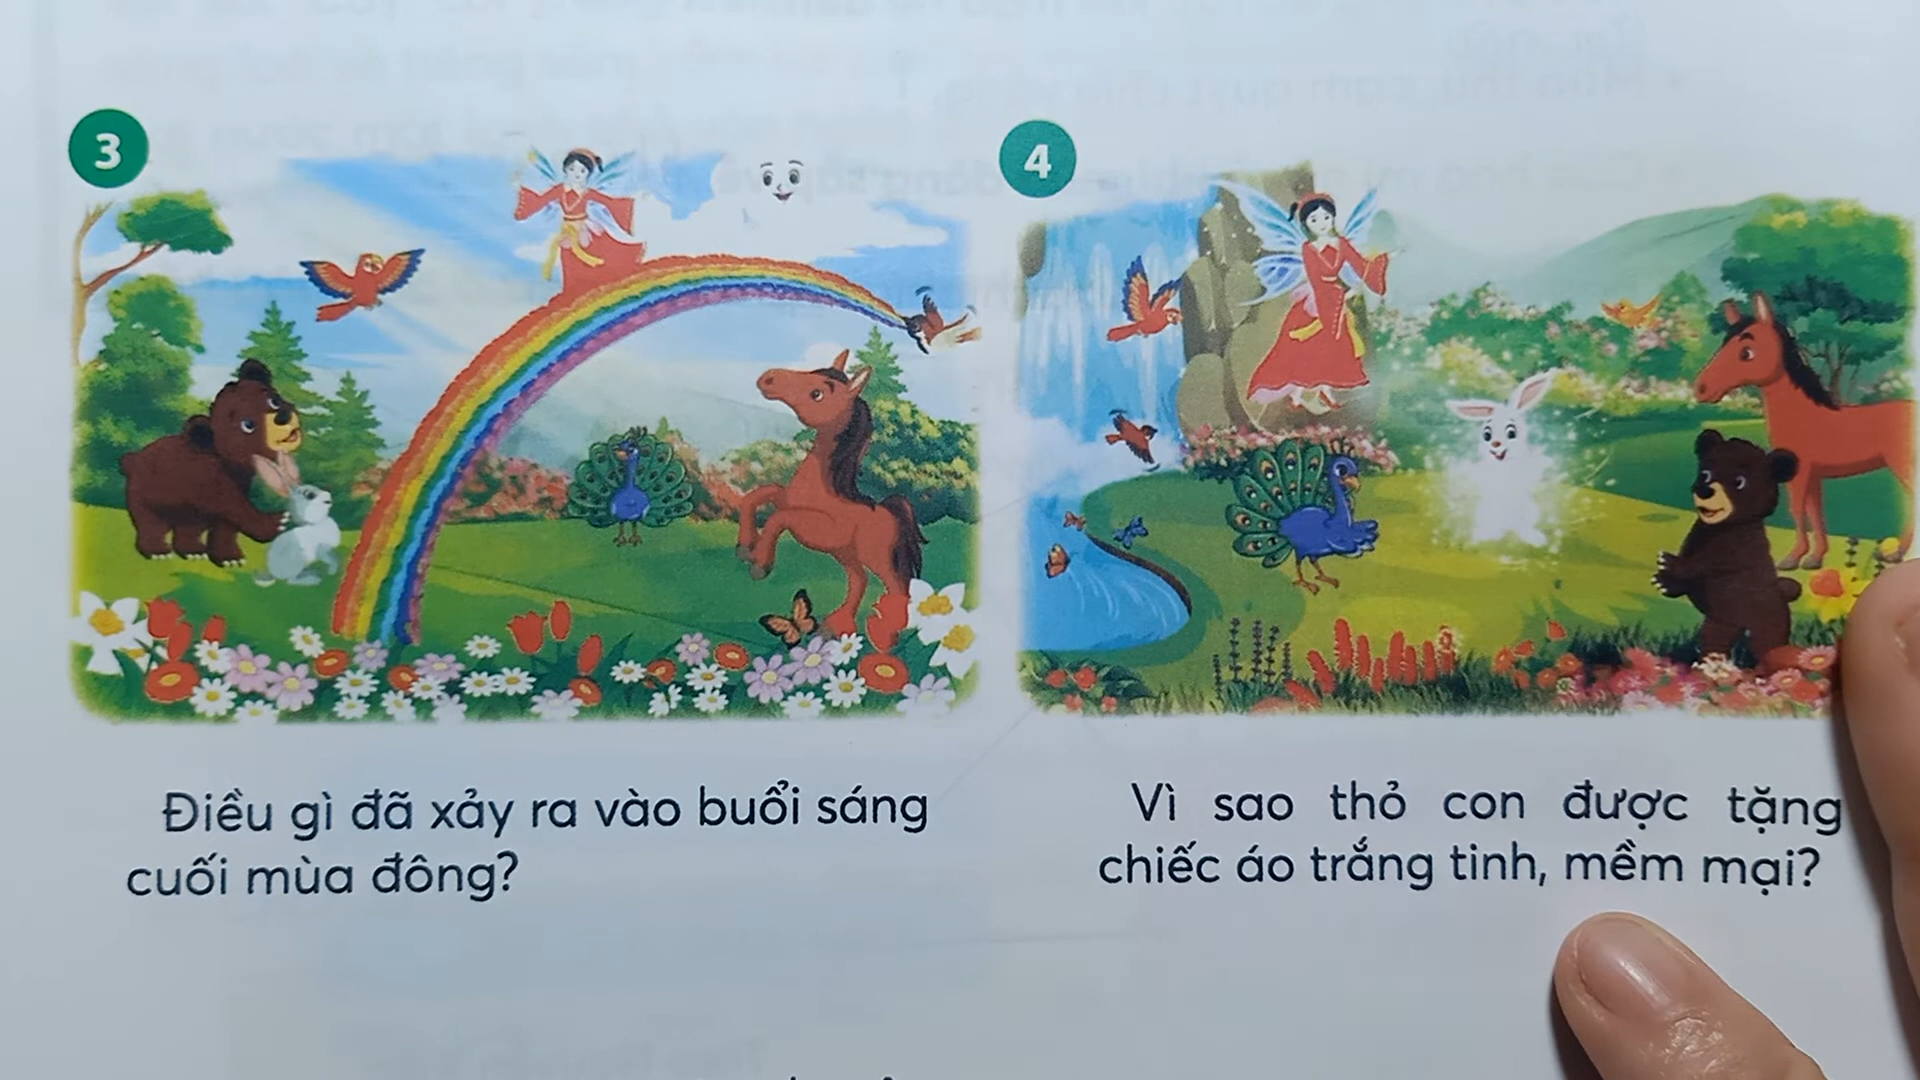 3
Điều gì đã xảy ra vào buổi sáng
cuối mùa đông?
4
Vì sao thỏ con được tặng
chiếc áo trắng tinh, mềm mại?